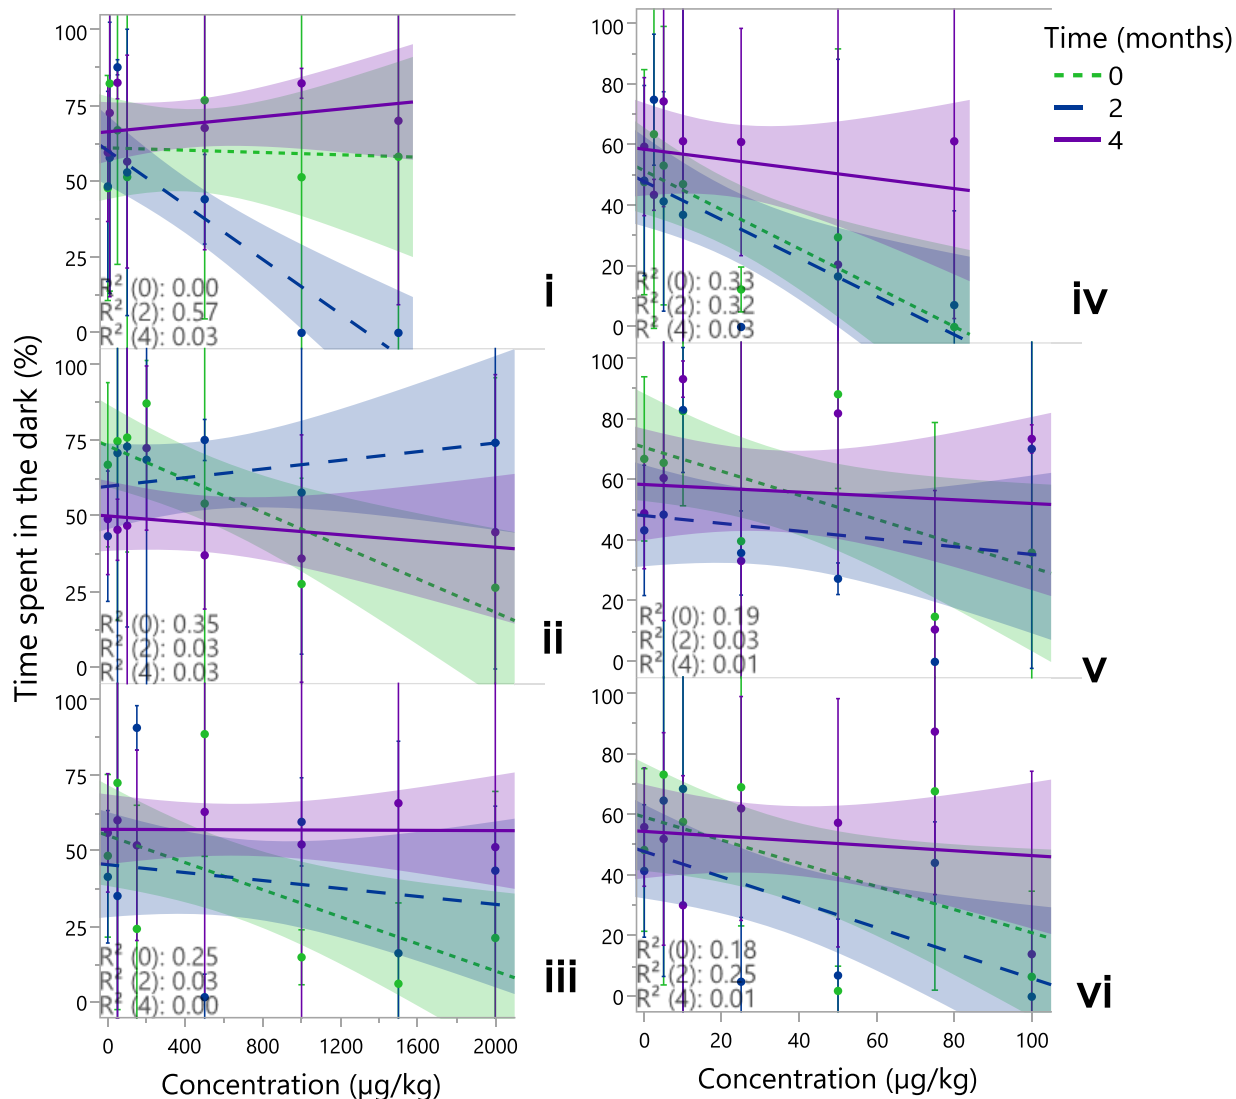 Time (months)
0
2
4
Time spent in the dark (%)
100
75
50
25
0
R² (0): 0.00
R² (2): 0.57
R² (4): 0.03
i
100
80
60
40
20
0
R² (0): 0.33
R² (2): 0.32
R² (4): 0.03
iv
100
75
50
25
0
R² (0): 0.35
R² (2): 0.03
R² (4): 0.03
ii
100
80
60
40
20
0
R² (0): 0.19
R² (2): 0.03
R² (4): 0.01
v
100
75
50
25
0
R² (0): 0.25
R² (2): 0.03
R² (4): 0.00
iii
0 400 800 1200 1600 2000
Concentration (µg/kg)
100
80
60
40
20
0
R² (0): 0.18
R² (2): 0.25
R² (4): 0.01
vi
0 20 40 60 80 100
Concentration (µg/kg)